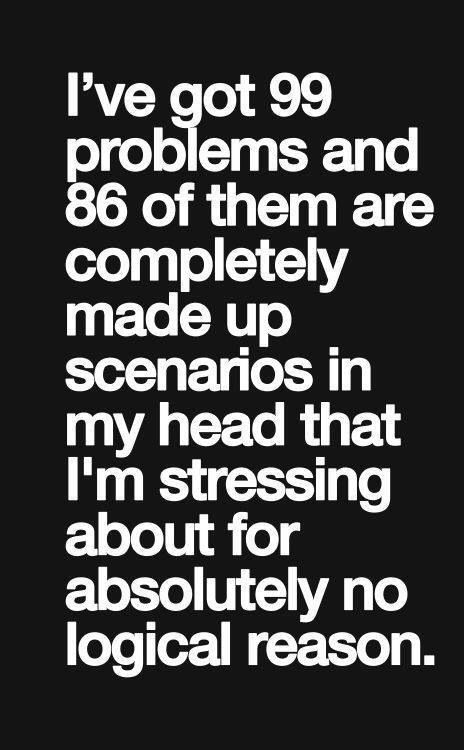 I’ve got 99
problems and
86 of them are
completely
made up
scenarios in
my head that
I'm stressing
about for
absolutely no
logical reason.